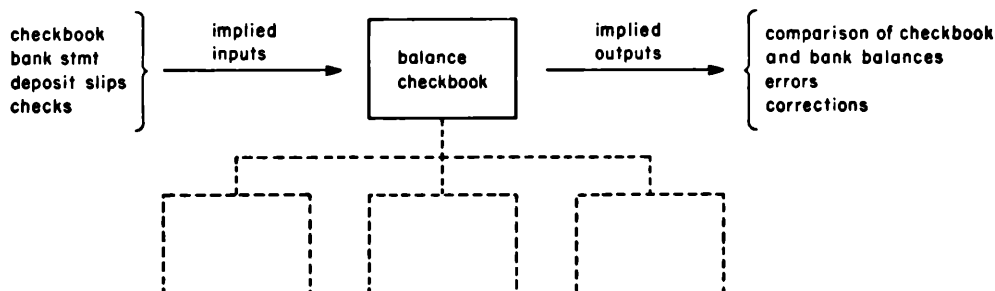 checkbook
bank stmt
deposit slips
checks
implied
inputs
balance
checkbook
implied
outputs
comparison of checkbook
and bank balances
errors
corrections